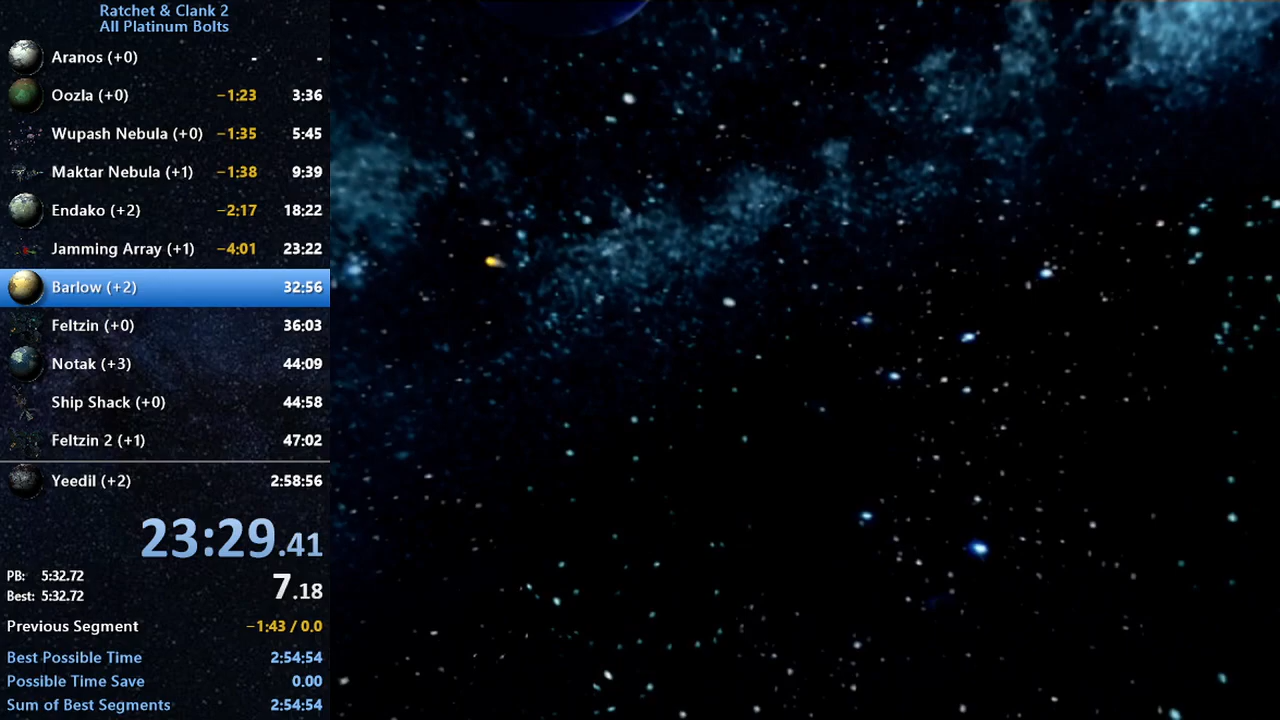 Ratchet & Clank 2
All Platinum Bolts
Aranos (+0) - -
Oozla (+0) −1:23 3:36
Wupash Nebula (+0) −1:35 5:45
Maktar Nebula (+1) −1:38 9:39
Endako (+2) −2:17 18:22
Jamming Array (+1) −4:01 23:22
Barlow (+2) 32:56
Feltzin (+0) 36:03
Notak (+3) 44:09
Ship Shack (+0) 44:58
Feltzin 2 (+1) 47:02
Yeedil (+2) 2:58:56
23:29.41
PB: 5:32.72
Best: 5:32.72
7.18
Previous Segment −1:43 / 0.0
Best Possible Time 2:54:54
Possible Time Save 0.00
Sum of Best Segments 2:54:54